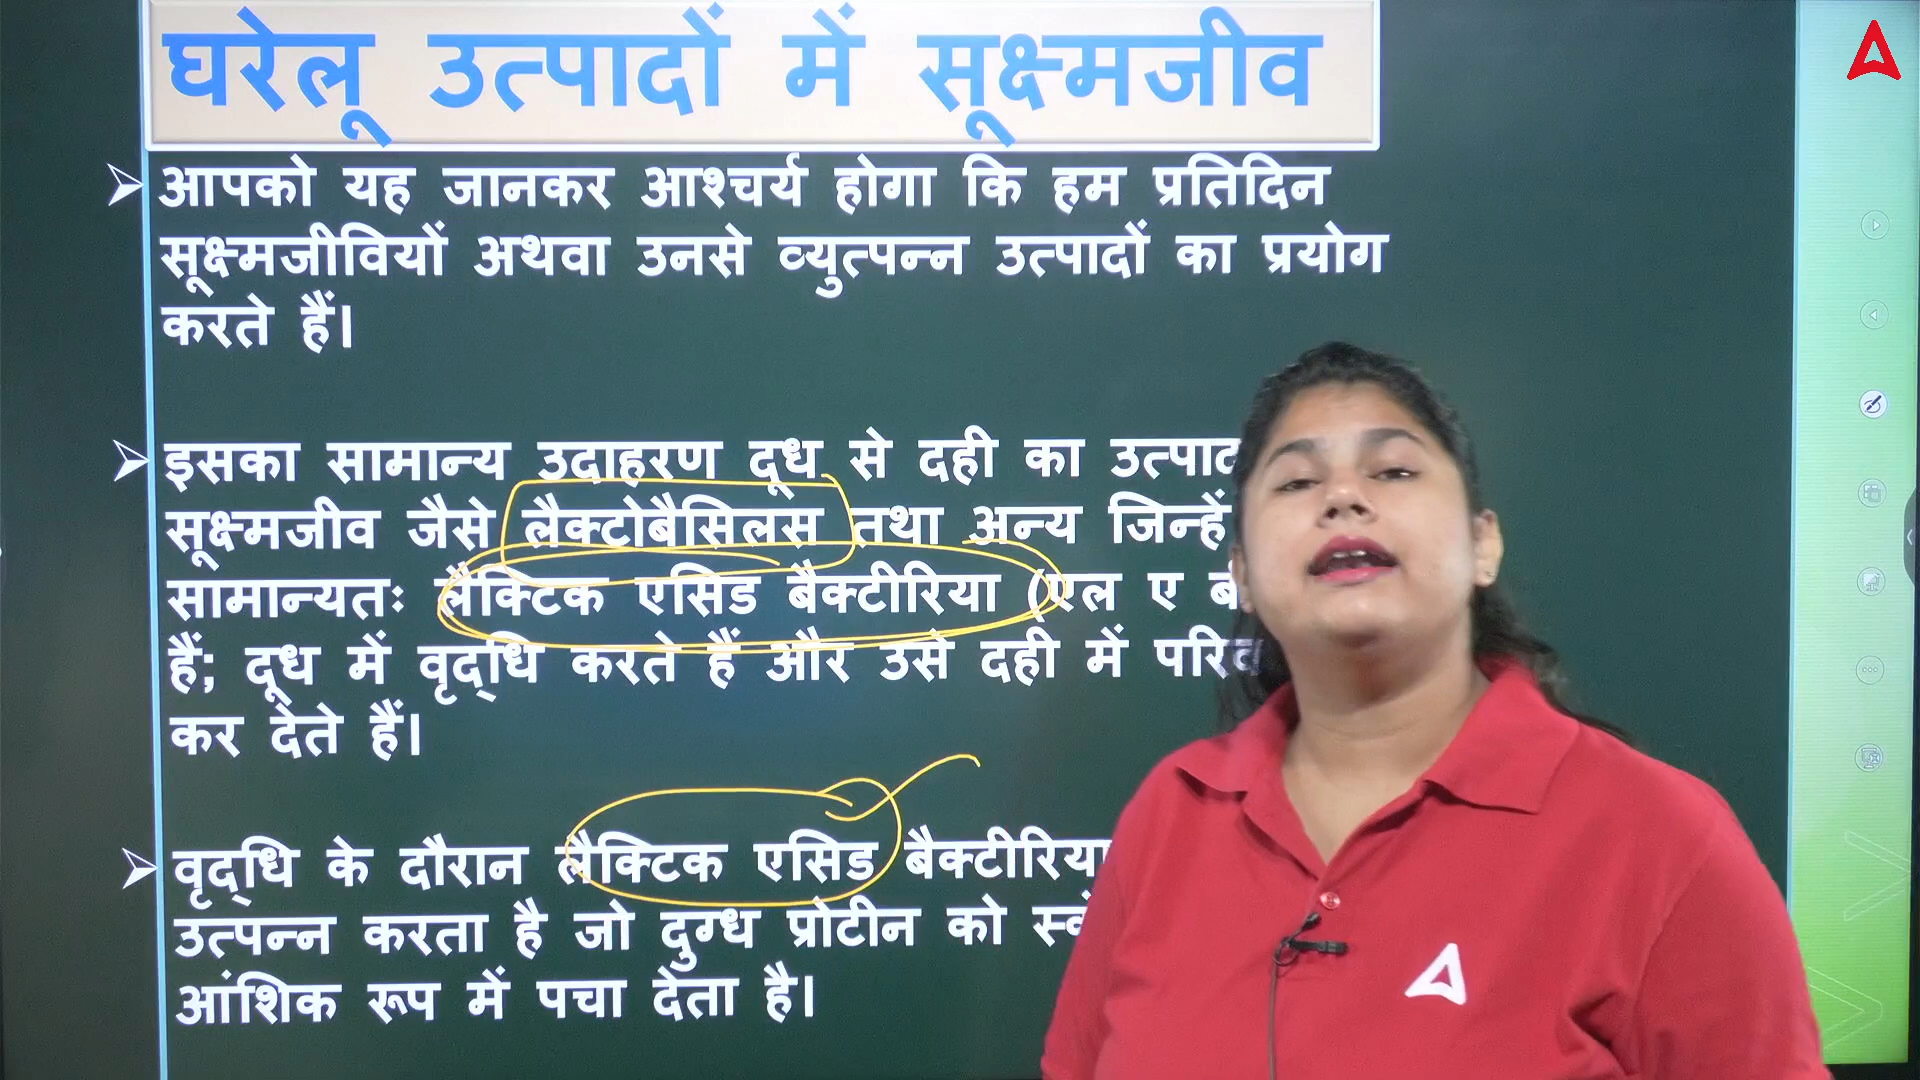 घरेलू उत्पादों में सूक्ष्मजीव
आपको यह जानकर आश्चर्य होगा कि हम प्रतिदिन
सूक्ष्मजीवियों अथवा उनसे व्युत्पन्न उत्पादों का प्रयोग
करते हैं।
इसका सामान्य उदाहरण दूध से दही का
सूक्ष्मजीव जैसे लैक्टोबैसिलस तथा अन्य जिन्हें
सामान्यतः लैक्टिक एसिड बैक्टीरिया (एल ए
हैं; दूध में वृद्धि करते हैं और उसे दही में
कर देते हैं।
वृद्धि के दौरान लैक्टिक एसिड बैक्टीरिया
उत्पन्न करता है जो दुग्ध प्रोटीन को
आंशिक रूप में पचा देता है।